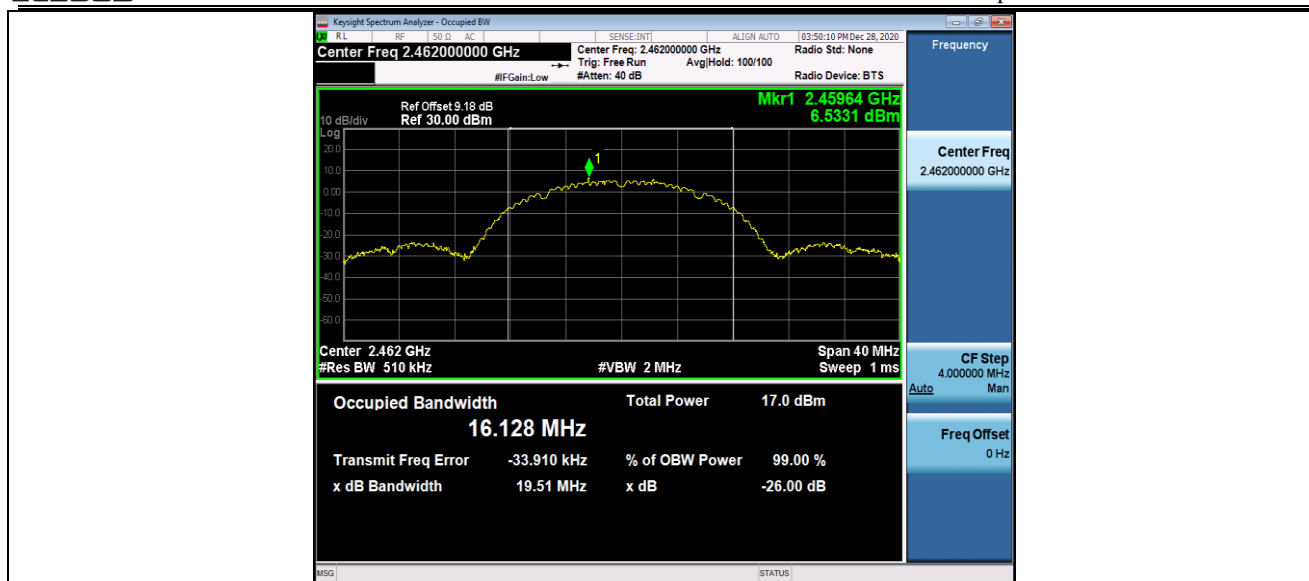 Keysight Spectrum Analyzer - Occupied BW
RL RF 50 Ω AC SENSE:INT ALIGN AUTO 03:50:10 PM Dec 28, 2020
Center Freq 2.462000000 GHz
Center Freq: 2.462000000 GHz
Radio Std: None
Trig: Free Run Avg|Hold: 100/100
#IFGain:Low #Atten: 40 dB
Radio Device: BTS
Frequency
Mkr1 2.45964 GHz
6.5331 dBm
Ref Offset 9.18 dB
10 dB/div Ref 30.00 dBm
Log
20.0
10.0
0.00
-10.0
-20.0
-30.0
-40.0
-50.0
-60.0
1
Center 2.462 GHz Span 40 MHz
#Res BW 510 kHz #VBW 2 MHz Sweep 1 ms
Occupied Bandwidth Total Power 17.0 dBm
16.128 MHz
Transmit Freq Error -33.910 kHz % of OBW Power 99.00 %
x dB Bandwidth 19.51 MHz x dB -26.00 dB
Center Freq
2.462000000 GHz
CF Step
4.000000 MHz
Auto Man
Freq Offset
0 Hz
MSG STATUS